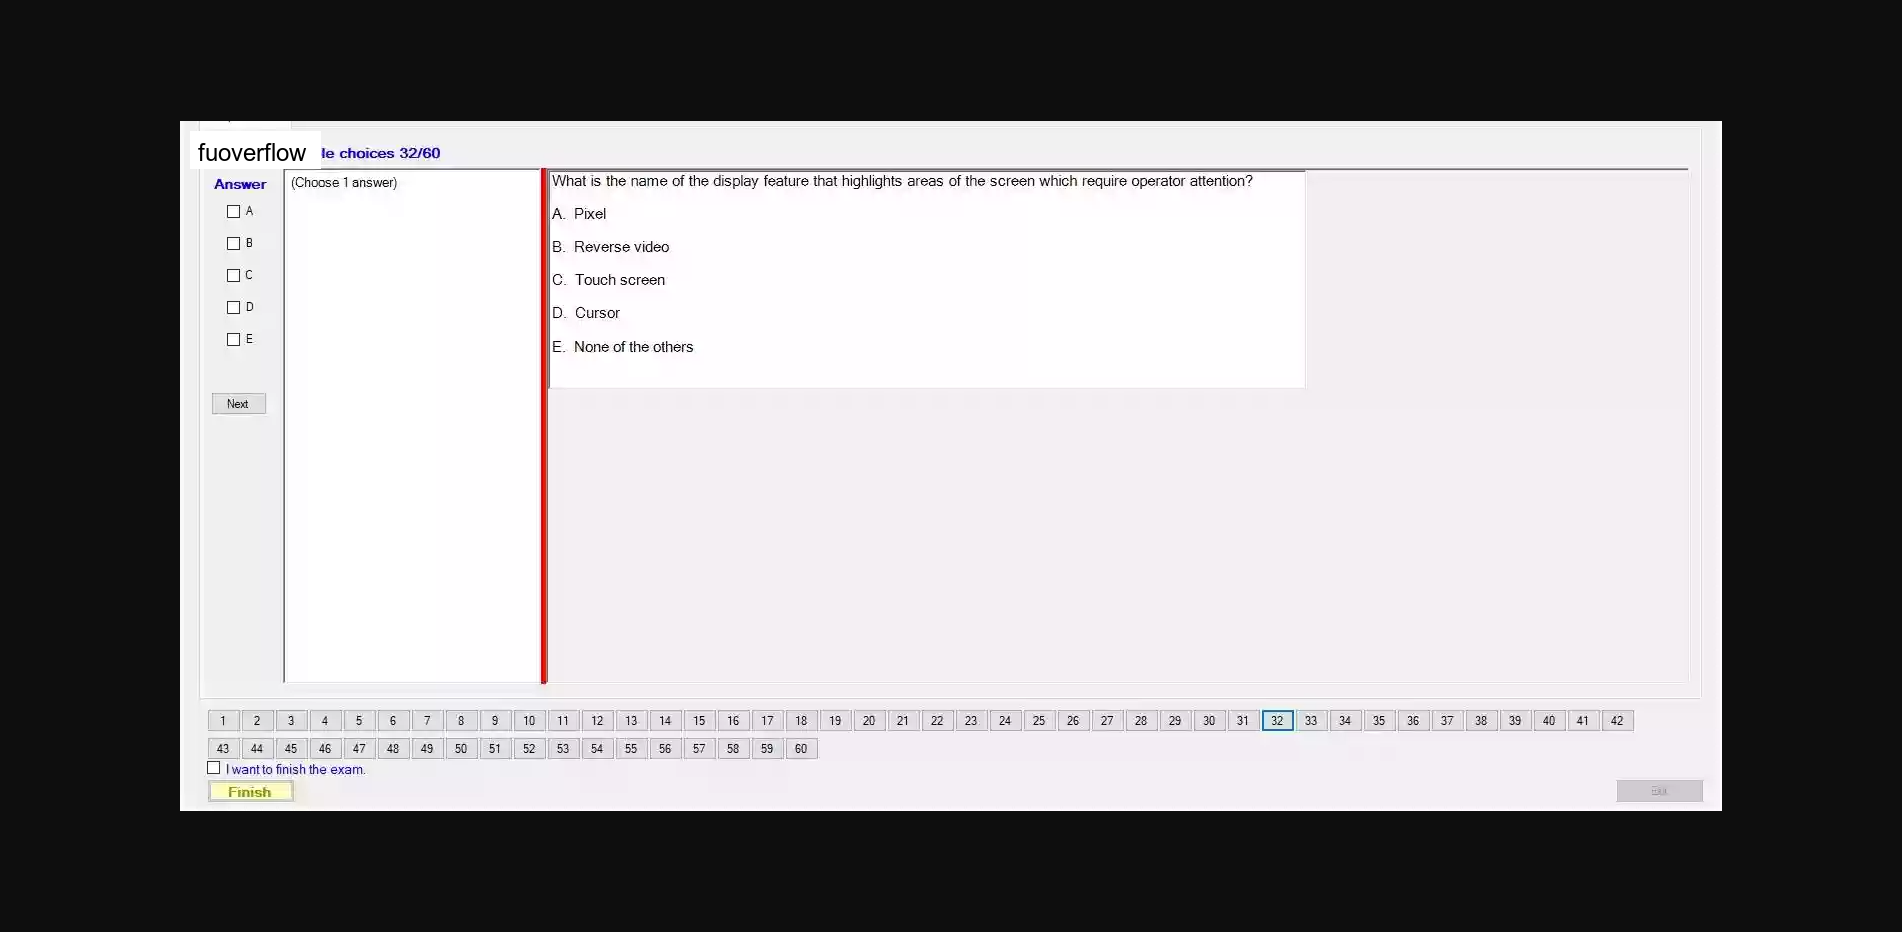 fuoverflow
le choices 32/60
Answer
(Choose 1 answer)
A
B
C
D
E
Next
What is the name of the display feature that highlights areas of the screen which require operator attention?
A. Pixel
B. Reverse video
C. Touch screen
D. Cursor
E. None of the others
1 2 3 4 5 6 7 8 9 10 11 12 13 14 15 16 17 18 19 20 21 22 23 24 25 26 27 28 29 30 31 32 33 34 35 36 37 38 39 40 41 42
43 44 45 46 47 48 49 50 51 52 53 54 55 56 57 58 59 60
I want to finish the exam.
Finish
Exit